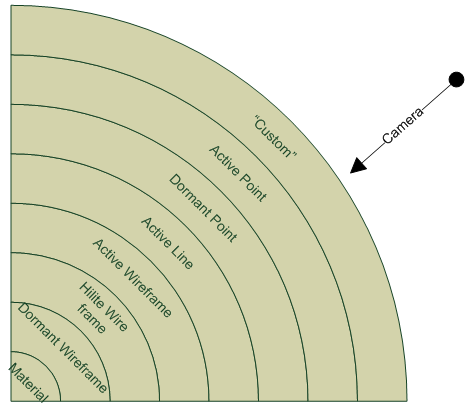 "Custom"
Camera
Active Point
Dormant Point
Active Line
Active Wireframe
Hilite Wire
frame
Dormant Wireframe
Material